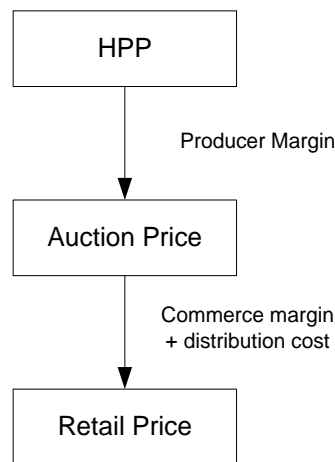 HPP
Producer Margin
Auction Price
Commerce margin
+ distribution cost
Retail Price